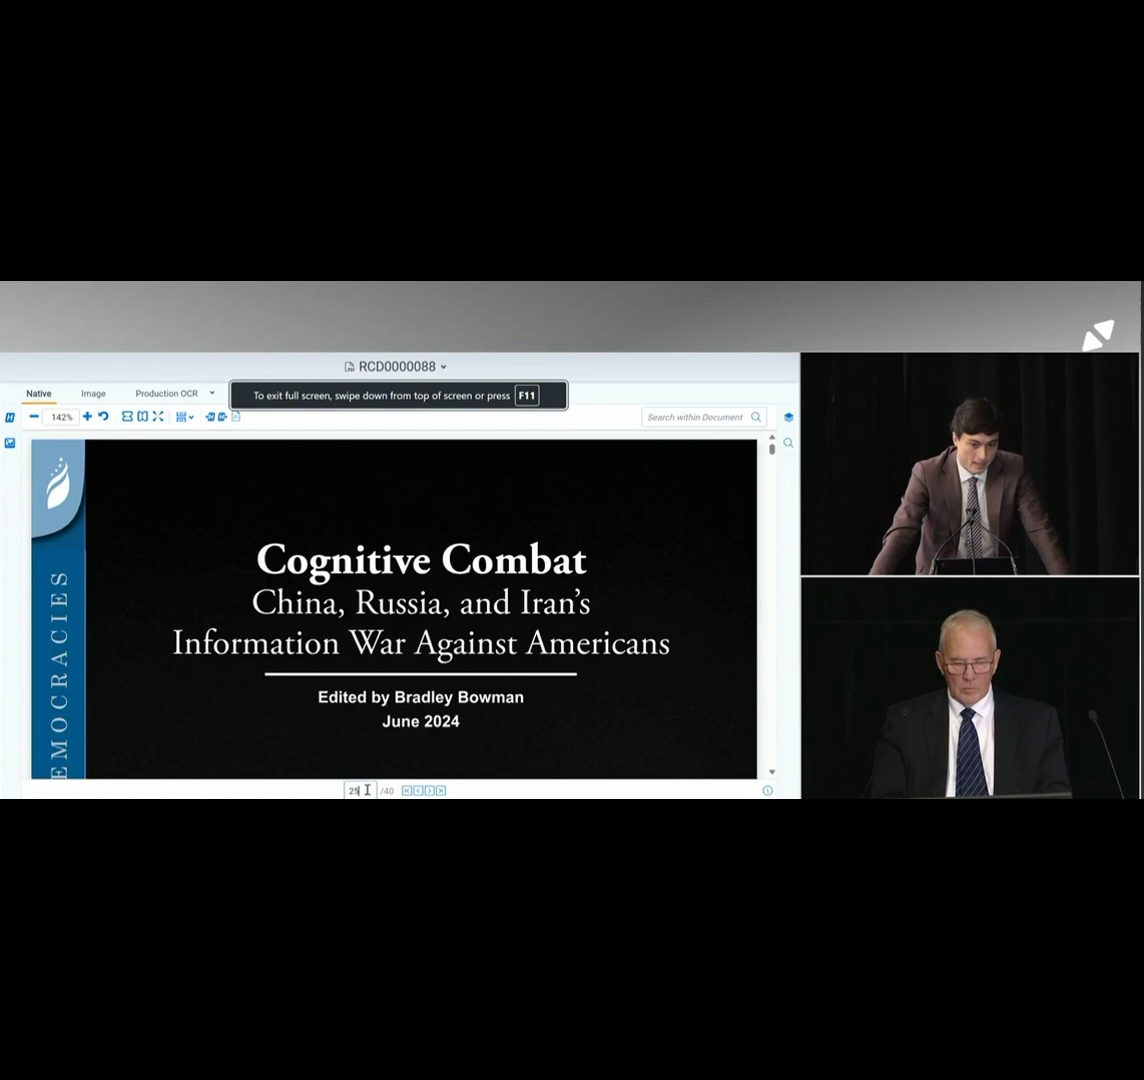 RCD0000088
Native
Image
Production OCR
To exit full screen, swipe down from top of screen or press F11
142%
Search within Document
Cognitive Combat
China, Russia, and Iran's
Information War Against Americans
Edited by Bradley Bowman
June 2024
EMOCRACIES
25 /40